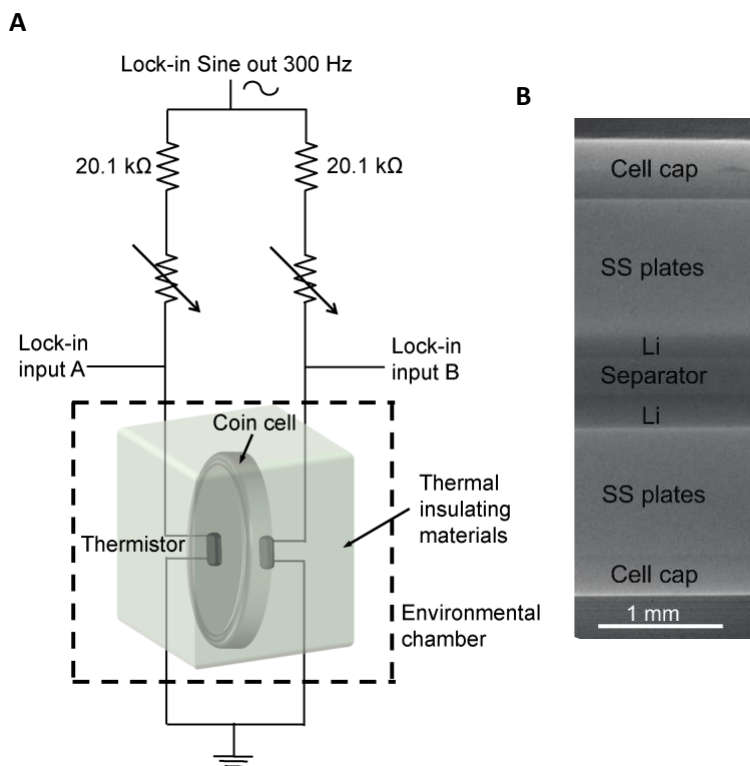 A
Lock-in Sine out 300 Hz
20.1 kΩ
20.1 kΩ
Lock-in
input A
Lock-in
input B
Coin cell
Thermistor
Thermal
insulating
materials
Environmental
chamber
B
Cell cap
SS plates
Li
Separator
Li
SS plates
Cell cap
1 mm